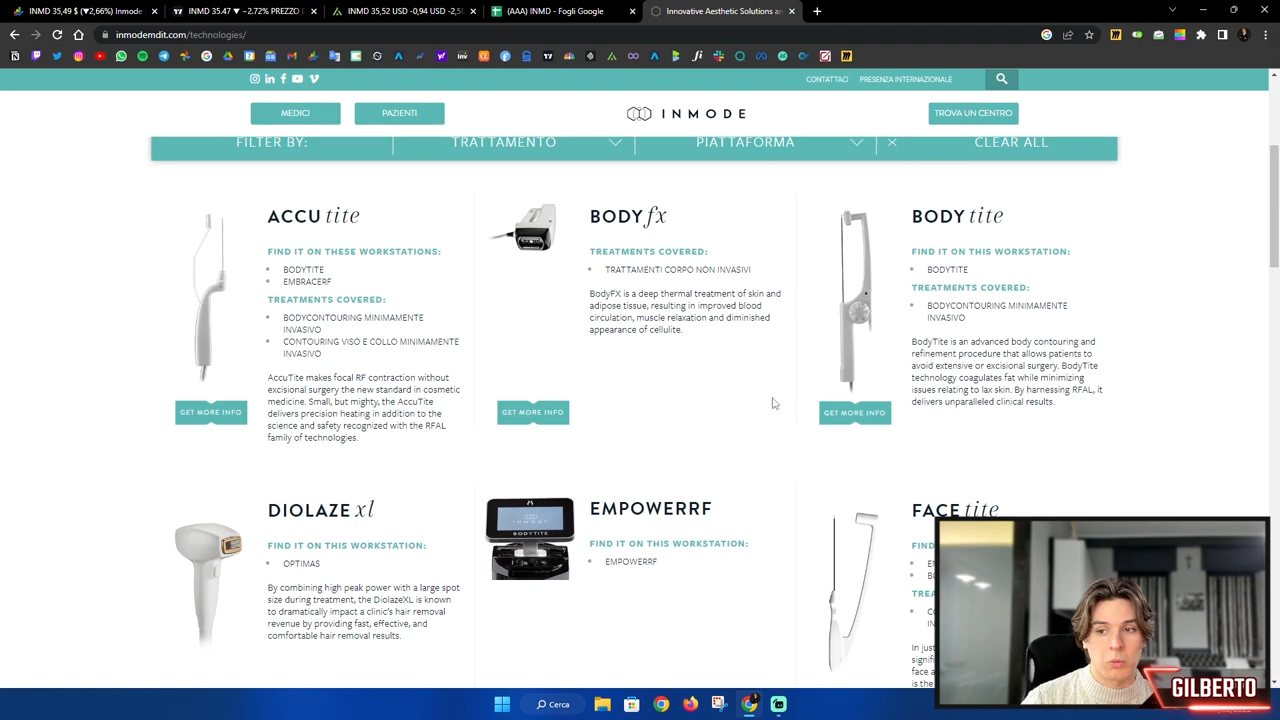 INMD 35,49 $ (▼2,66%) Inmode
INMD 35.47 ▼ −2.72% PREZZO
INMD 35,52 USD -0,94 USD -2,58
(AAA) INMD - Fogli Google
Innovative Aesthetic Solutions an
inmodemdit.com/technologies/
CONTATTACI
PRESENZA INTERNAZIONALE
MEDICI
PAZIENTI
INMODE
TROVA UN CENTRO
FILTER BY:
TRATTAMENTO
PIATTAFORMA
CLEAR ALL
ACCU tite
FIND IT ON THESE WORKSTATIONS:
BODYTITE
EMBRACERF
TREATMENTS COVERED:
BODYCONTOURING MINIMAMENTE
INVASIVO
CONTOURING VISO E COLLO MINIMAMENTE
INVASIVO
AccuTite makes focal RF contraction without
excisional surgery the new standard in cosmetic
medicine. Small, but mighty, the AccuTite
delivers precision heating in addition to the
science and safety recognized with the RFAL
family of technologies.
GET MORE INFO
BODY fx
TREATMENTS COVERED:
TRATTAMENTI CORPO NON INVASIVI
BodyFX is a deep thermal treatment of skin and
adipose tissue, resulting in improved blood
circulation, muscle relaxation and diminished
appearance of cellulite.
GET MORE INFO
BODY tite
FIND IT ON THIS WORKSTATION:
BODYTITE
TREATMENTS COVERED:
BODYCONTOURING MINIMAMENTE
INVASIVO
BodyTite is an advanced body contouring and
refinement procedure that allows patients to
avoid extensive or excisional surgery. BodyTite
technology coagulates fat while minimizing
issues relating to lax skin. By harnessing RFAL, it
delivers unparalleled clinical results.
GET MORE INFO
DIOLAZE xl
FIND IT ON THIS WORKSTATION:
OPTIMAS
By combining high peak power with a large spot
size during treatment, the DiolazeXL is known
to dramatically impact a clinic's hair removal
revenue by providing fast, effective, and
comfortable hair removal results.
INMODE
BODYTITE
EMPOWERRF
FIND IT ON THIS WORKSTATION:
EMPOWERRF
FACE tite
FIND
TREA
In just
signifi
face a
is the
GILBERTO
Cerca